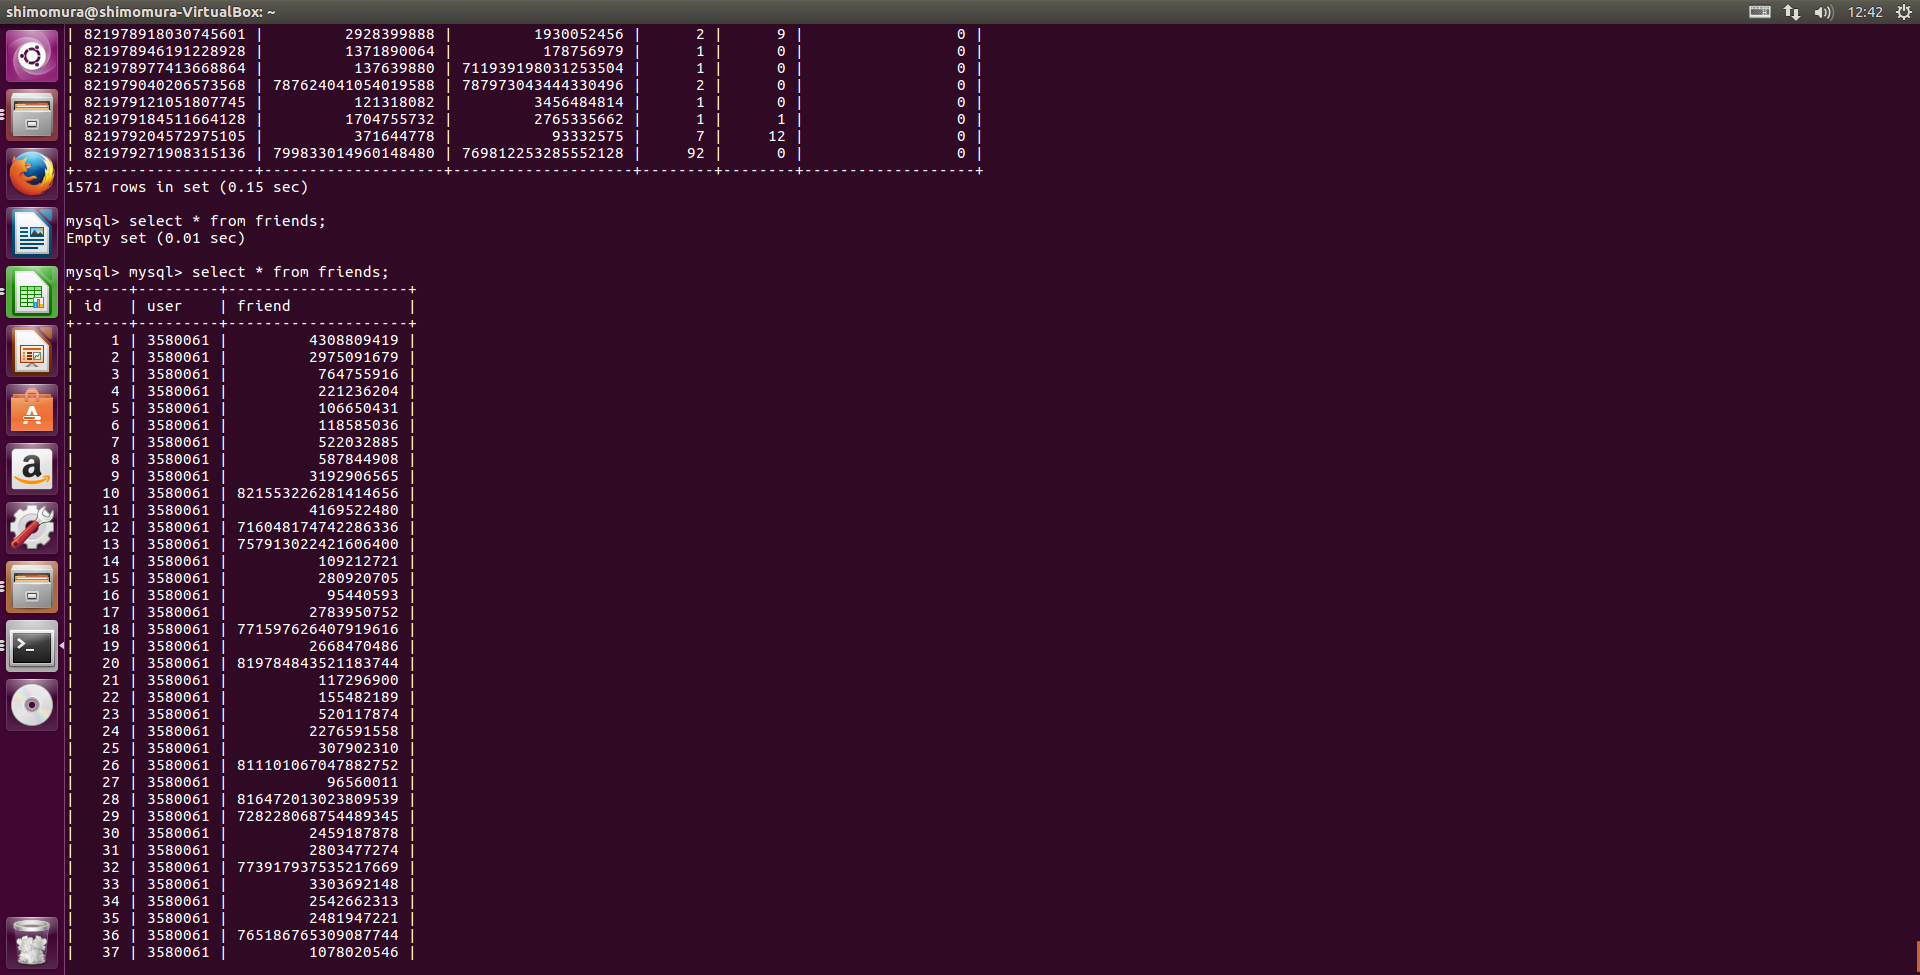 shimomura@shimomura-VirtualBox: ~ 12:42
| 821978918030745601 | 2928399888 | 1930052456 | 2 | 9 | 0 |
| 821978946191228928 | 1371890064 | 178756979 | 1 | 0 | 0 |
| 821978977413668864 | 137639880 | 711939198031253504 | 1 | 0 | 0 |
| 821979040206573568 | 787624041054019588 | 787973043444330496 | 2 | 0 | 0 |
| 821979121051807745 | 121318082 | 3456484814 | 1 | 0 | 0 |
| 821979184511664128 | 1704755732 | 2765335662 | 1 | 1 | 0 |
| 821979204572975105 | 371644778 | 93332575 | 7 | 12 | 0 |
| 821979271908315136 | 799833014960148480 | 769812253285552128 | 92 | 0 | 0 |
+--------------------+--------------------+--------------------+--------+--------+-------------------+
1571 rows in set (0.15 sec)
mysql> select * from friends;
Empty set (0.01 sec)
mysql> mysql> select * from friends;
+------+---------+--------------------+
| id | user | friend |
+------+---------+--------------------+
| 1 | 3580061 | 4308809419 |
| 2 | 3580061 | 2975091679 |
| 3 | 3580061 | 764755916 |
| 4 | 3580061 | 221236204 |
| 5 | 3580061 | 106650431 |
| 6 | 3580061 | 118585036 |
| 7 | 3580061 | 522032885 |
| 8 | 3580061 | 587844908 |
| 9 | 3580061 | 3192906565 |
| 10 | 3580061 | 821553226281414656 |
| 11 | 3580061 | 4169522480 |
| 12 | 3580061 | 716048174742286336 |
| 13 | 3580061 | 757913022421606400 |
| 14 | 3580061 | 109212721 |
| 15 | 3580061 | 280920705 |
| 16 | 3580061 | 95440593 |
| 17 | 3580061 | 2783950752 |
| 18 | 3580061 | 771597626407919616 |
| 19 | 3580061 | 2668470486 |
| 20 | 3580061 | 819784843521183744 |
| 21 | 3580061 | 117296900 |
| 22 | 3580061 | 155482189 |
| 23 | 3580061 | 520117874 |
| 24 | 3580061 | 2276591558 |
| 25 | 3580061 | 307902310 |
| 26 | 3580061 | 811101067047882752 |
| 27 | 3580061 | 96560011 |
| 28 | 3580061 | 816472013023809539 |
| 29 | 3580061 | 728228068754489345 |
| 30 | 3580061 | 2459187878 |
| 31 | 3580061 | 2803477274 |
| 32 | 3580061 | 773917937535217669 |
| 33 | 3580061 | 3303692148 |
| 34 | 3580061 | 2542662313 |
| 35 | 3580061 | 2481947221 |
| 36 | 3580061 | 765186765309087744 |
| 37 | 3580061 | 1078020546 |